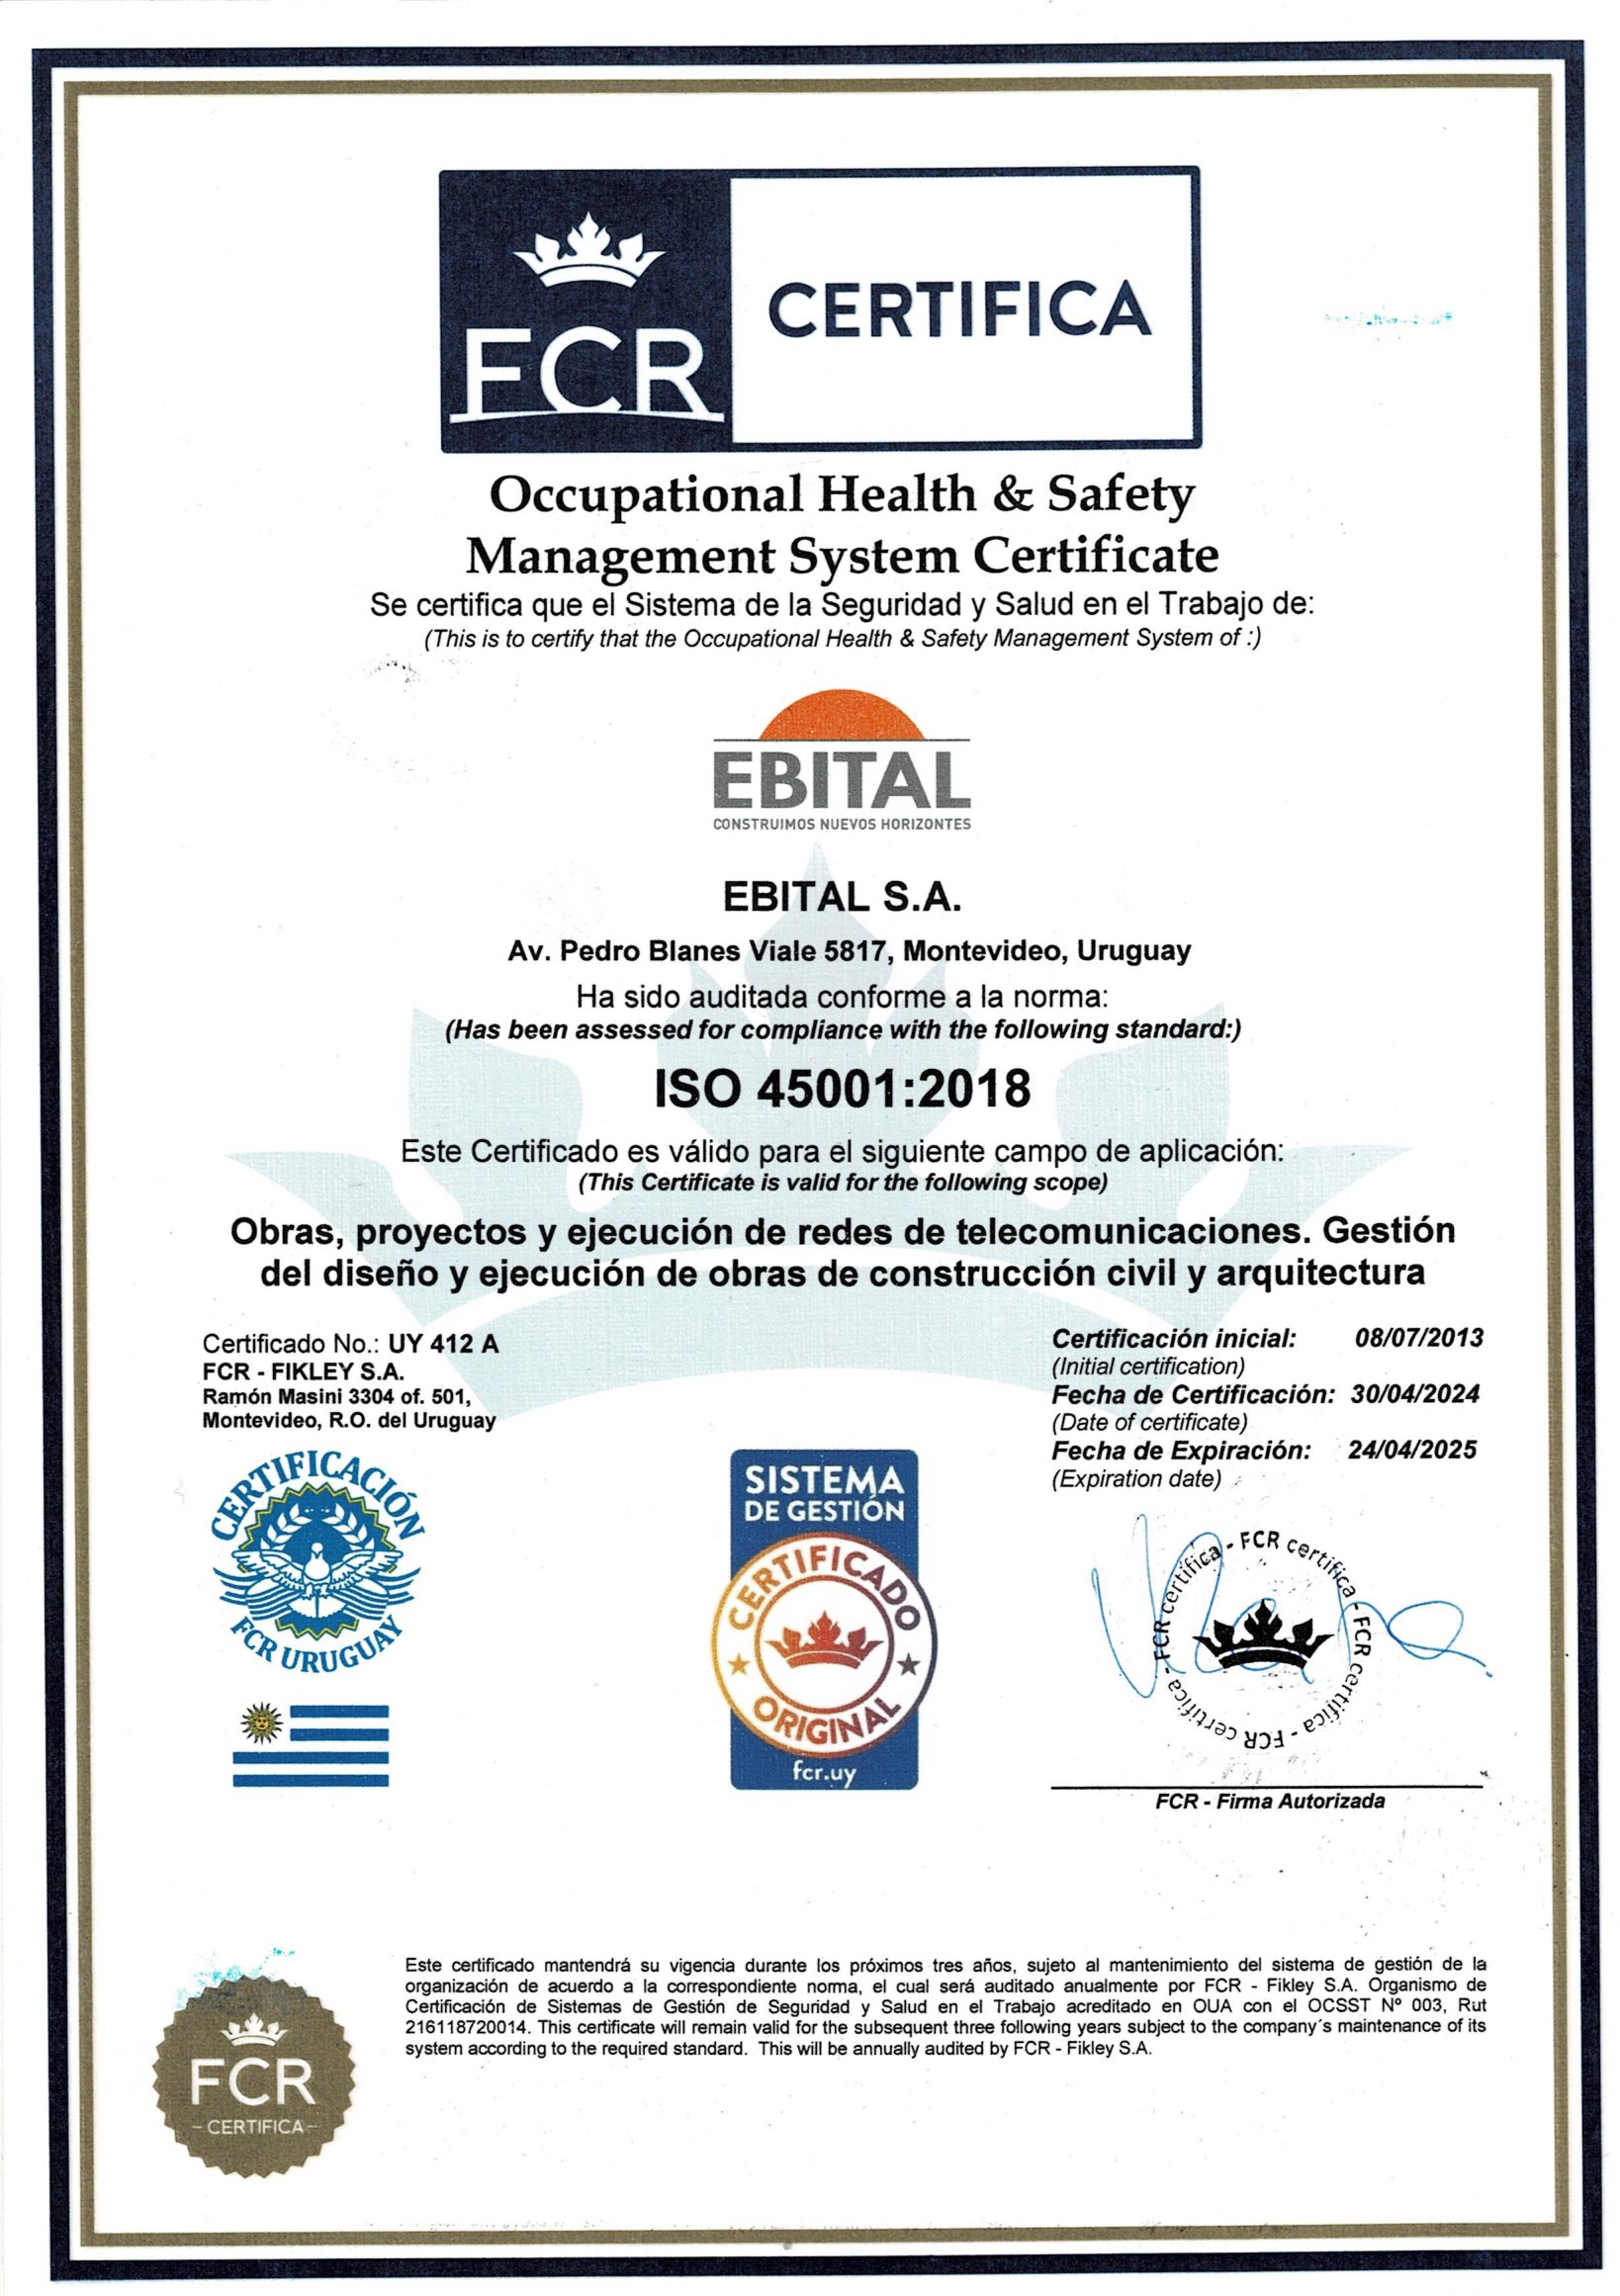 FCR
CERTIFICA
Occupational Health & Safety
Management System Certificate
Se certifica que el Sistema de la Seguridad y Salud en el Trabajo de:
(This is to certify that the Occupational Health & Safety Management System of :)
EBITAL
CONSTRUIMOS NUEVOS HORIZONTES
EBITAL S.A.
Av. Pedro Blanes Viale 5817, Montevideo, Uruguay
Ha sido auditada conforme a la norma:
(Has been assessed for compliance with the following standard:)
ISO 45001:2018
Este Certificado es válido para el siguiente campo de aplicación:
(This Certificate is valid for the following scope)
Obras, proyectos y ejecución de redes de telecomunicaciones. Gestión
del diseño y ejecución de obras de construcción civil y arquitectura
Certificado No.: UY 412 A
FCR - FIKLEY S.A.
Ramón Masini 3304 of. 501,
Montevideo, R.O. del Uruguay
Certificación inicial: 08/07/2013
(Initial certification)
Fecha de Certificación: 30/04/2024
(Date of certificate)
Fecha de Expiración: 24/04/2025
(Expiration date)
CERTIFICACIÓN
FCR URUGUAY
SISTEMA
DE GESTIÓN
CERTIFICADO
ORIGINAL
fcr.uy
FCR certifica - FCR certifica - FCR certifica - FCR certifica -
FCR - Firma Autorizada
Este certificado mantendrá su vigencia durante los próximos tres años, sujeto al mantenimiento del sistema de gestión de la
organización de acuerdo a la correspondiente norma, el cual será auditado anualmente por FCR - Fikley S.A. Organismo de
Certificación de Sistemas de Gestión de Seguridad y Salud en el Trabajo acreditado en OUA con el OCSST Nº 003, Rut
216118720014. This certificate will remain valid for the subsequent three following years subject to the company´s maintenance of its
system according to the required standard. This will be annually audited by FCR - Fikley S.A.
FCR
- CERTIFICA -